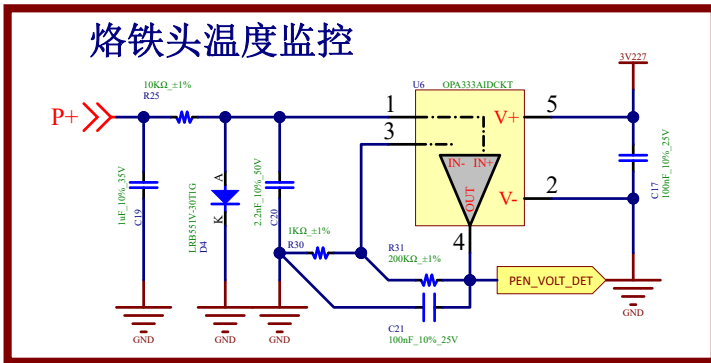 烙铁头温度监控
3V227
10KΩ_±1%
R25
U6
OPA333AIDCKT
P+
1
3
5
2
4
V+
V-
IN-
IN+
OUT
1uF_10%_35V
C19
LRB551V-30T1G
D4
A
K
2.2nF_10%_50V
C20
100nF_10%_25V
C17
1KΩ_±1%
R30
R31
200KΩ_±1%
PEN_VOLT_DET
C21
100nF_10%_25V
GND
GND
GND
GND